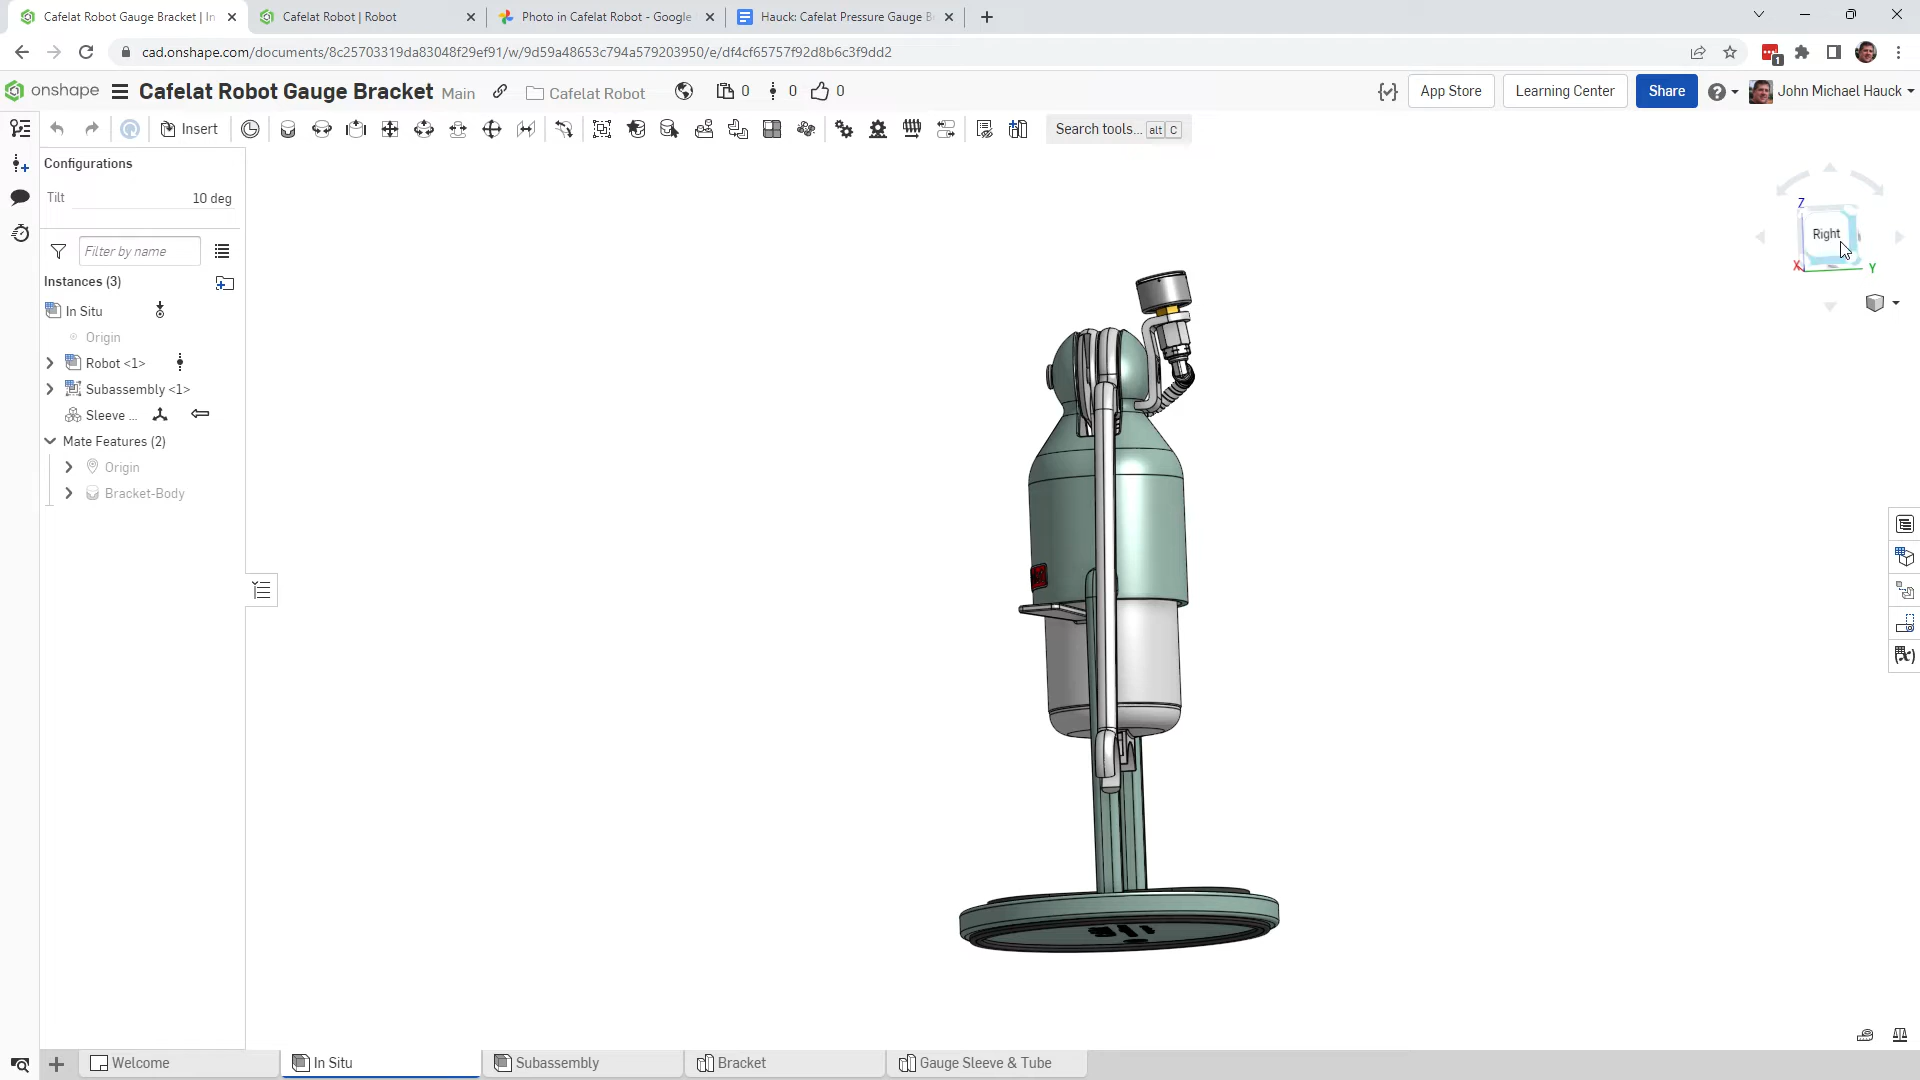 Cafelat Robot Gauge Bracket | In
Cafelat Robot | Robot
Photo in Cafelat Robot - Google
Hauck: Cafelat Pressure Gauge B
cad.onshape.com/documents/8c25703319da83048f29ef91/w/9d59a48653c794a579203950/e/df4cf65757f92d8b6c3f9dd2
1
onshape
Cafelat Robot Gauge Bracket Main
Cafelat Robot
0
0
0
App Store
Learning Center
Share
John Michael Hauck
Insert
Search tools... alt C
Configurations
Tilt 10 deg
Filter by name
Instances (3)
In Situ
Origin
Robot <1>
Subassembly <1>
Sleeve ...
Mate Features (2)
Origin
Bracket-Body
Z
Right
X
Y
(x)
Welcome
In Situ
Subassembly
Bracket
Gauge Sleeve & Tube